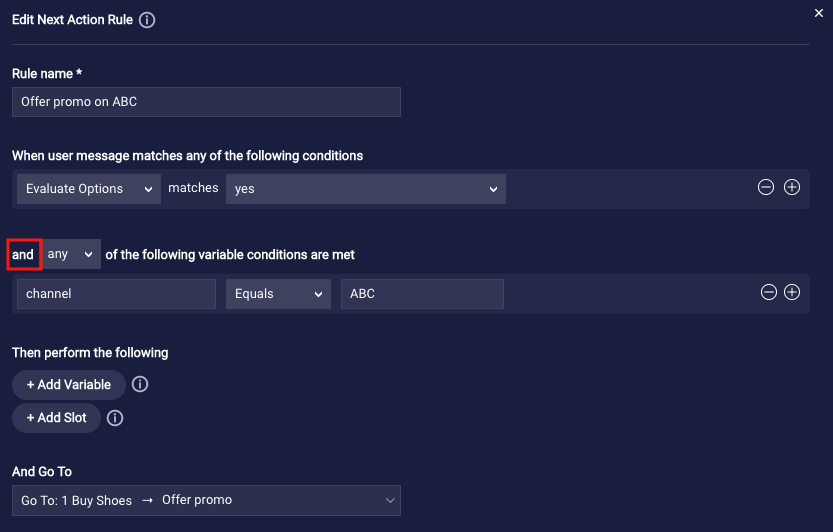 Edit Next Action Rule
Rule name *
Offer promo on ABC
When user message matches any of the following conditions
Evaluate Options matches yes
and any of the following variable conditions are met
channel Equals ABC
Then perform the following
+ Add Variable
+ Add Slot
And Go To
Go To: 1 Buy Shoes → Offer promo